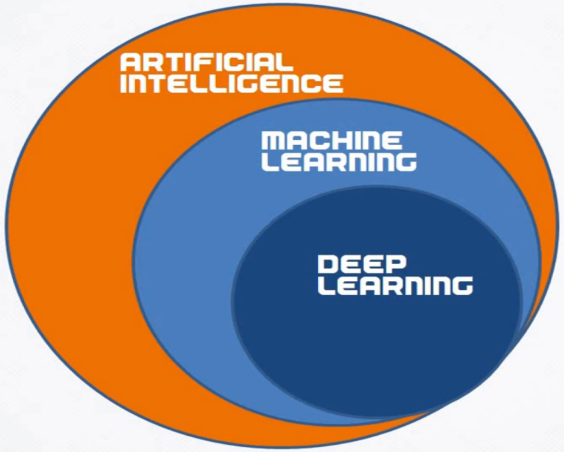 ARTIFICIAL
INTELLIGENCE
MACHINE
LEARNING
DEEP
LEARNING